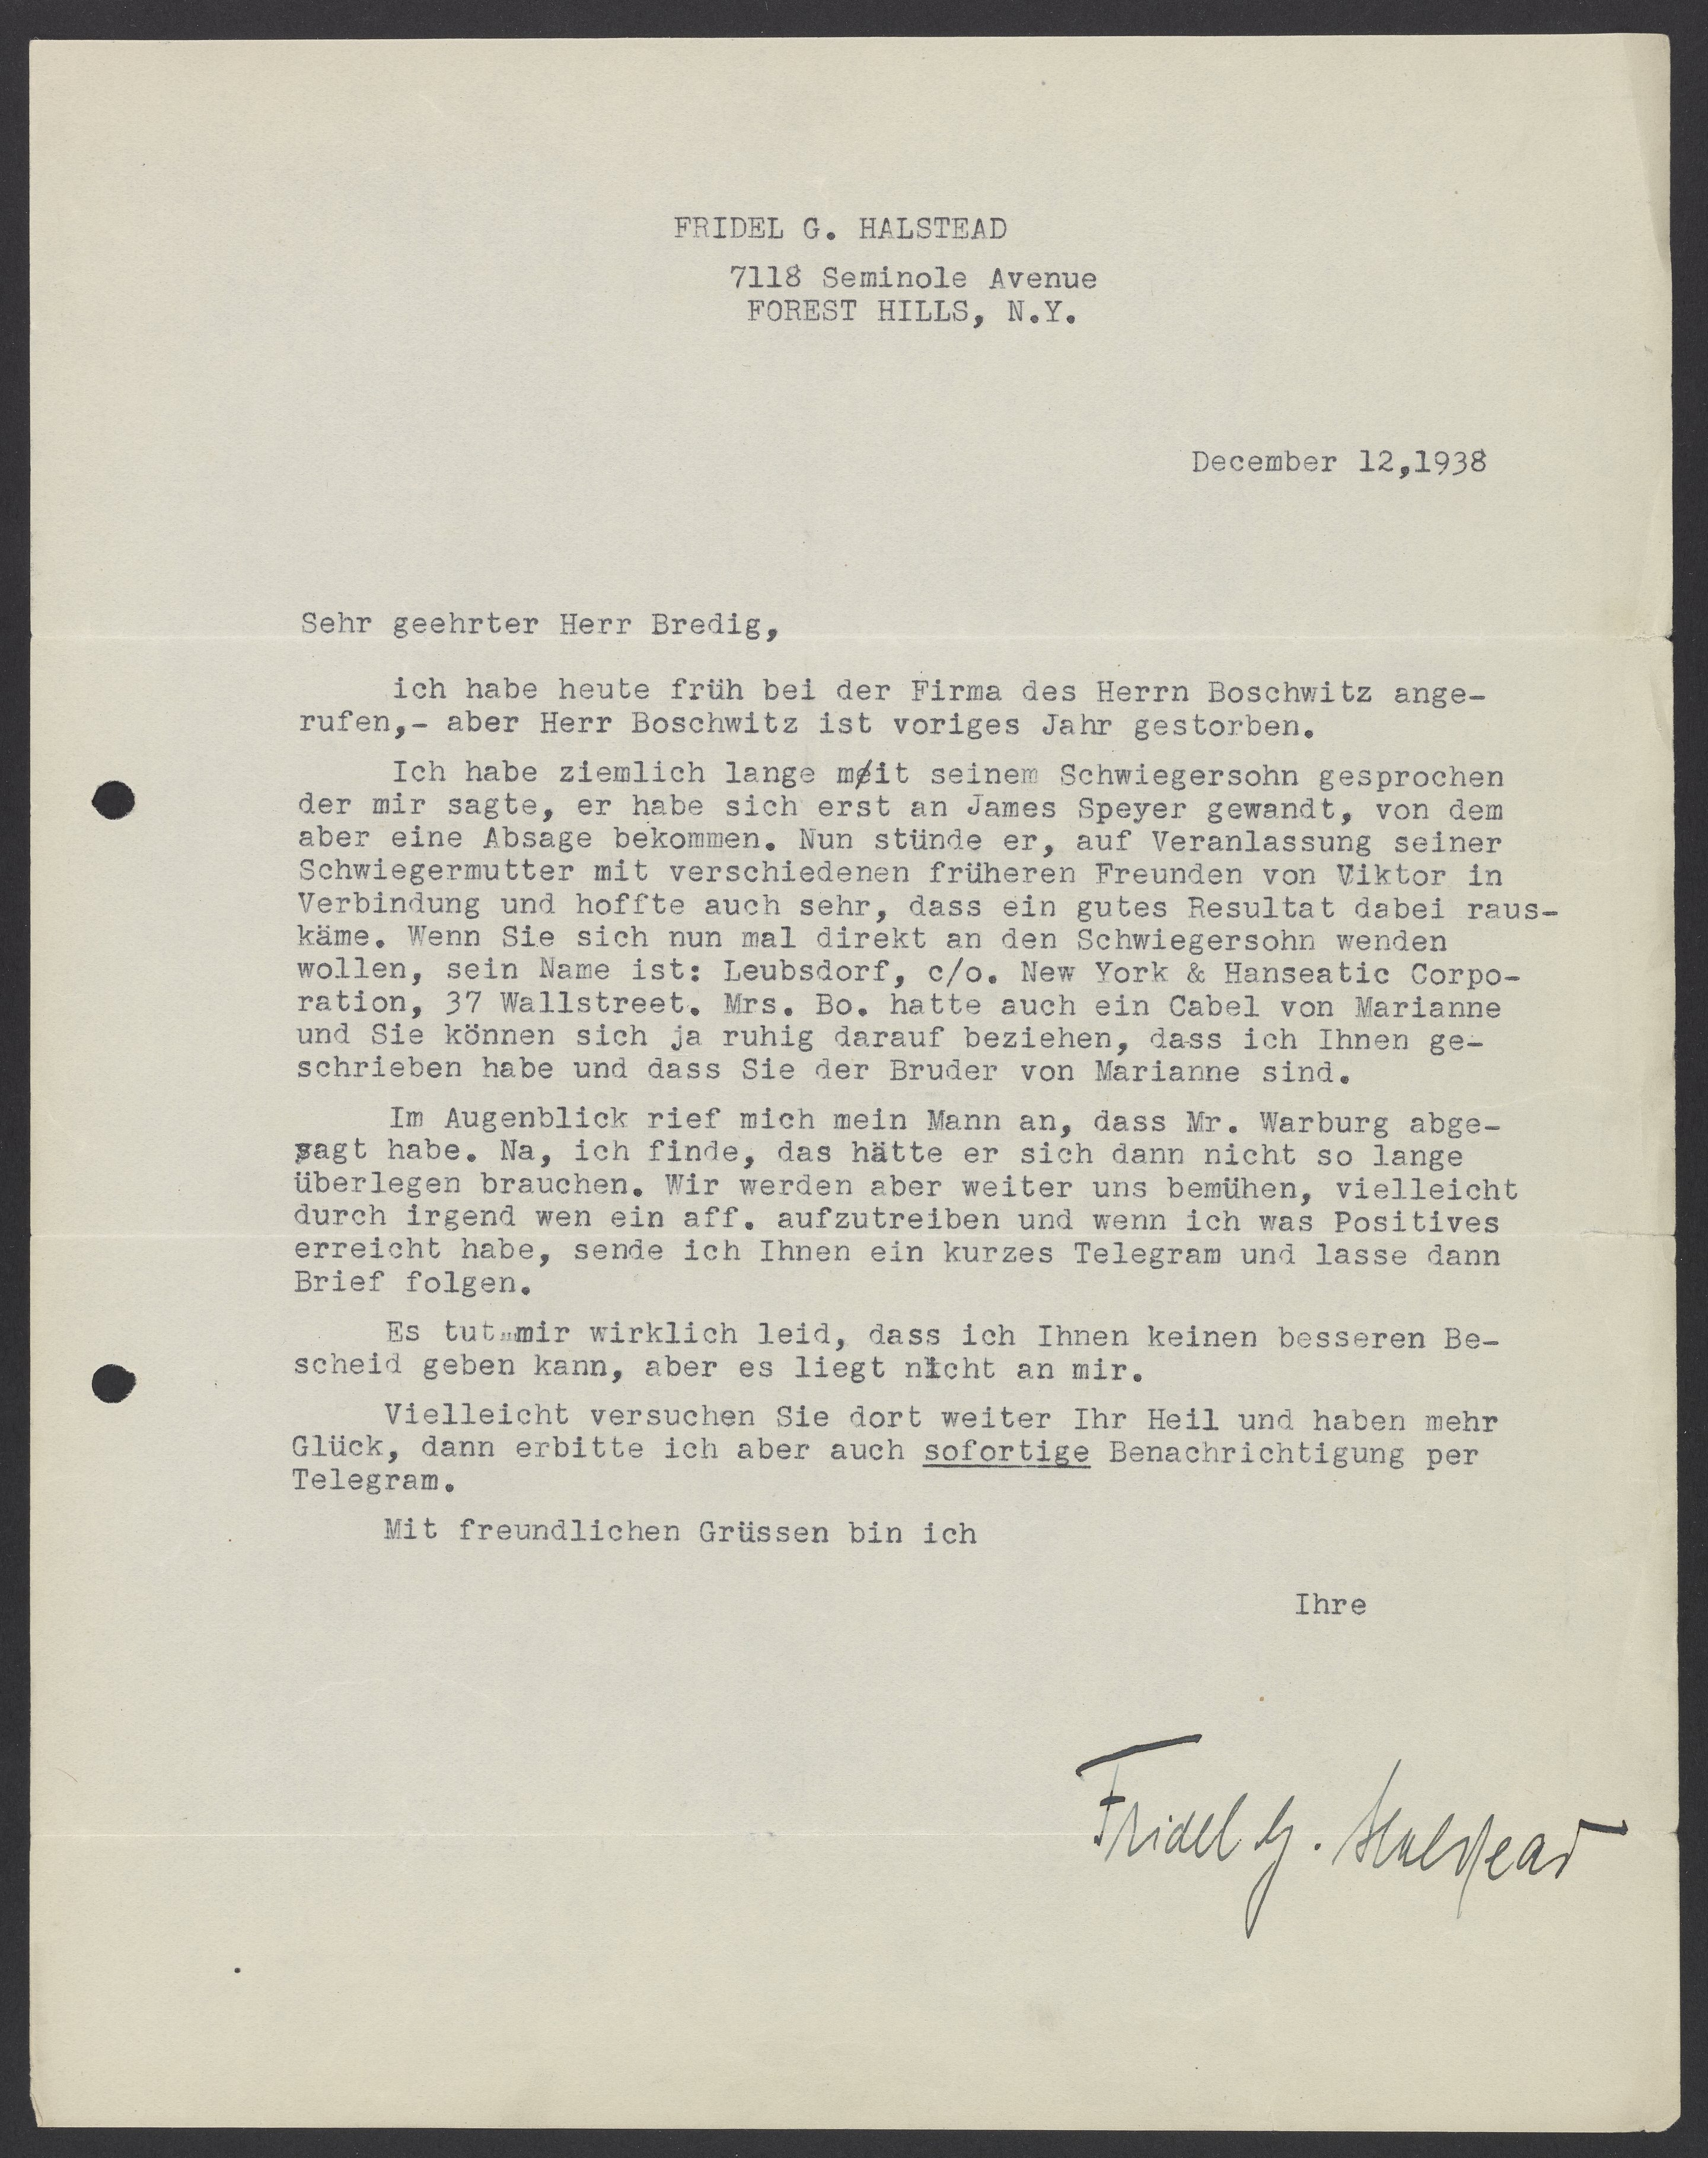 FRIDEL G. HALSTEAD
7118 Seminole Avenue
FOREST HILLS, N.Y.
December 12,1938
Sehr geehrter Herr Bredig,
ich habe heute früh bei der Firma des Herrn Boschwitz ange-
rufen,- aber Herr Boschwitz ist voriges Jahr gestorben.
Ich habe ziemlich lange mit seinem Schwiegersohn gesprochen
der mir sagte, er habe sich erst an James Speyer gewandt, von dem
aber eine Absage bekommen. Nun stünde er, auf Veranlassung seiner
Schwiegermutter mit verschiedenen früheren Freunden von Viktor in
Verbindung und hoffte auch sehr, dass ein gutes Resultat dabei raus-
käme. Wenn Sie sich nun mal direkt an den Schwiegersohn wenden
wollen, sein Name ist: Leubsdorf, c/o. New York & Hanseatic Corpo-
ration, 37 Wallstreet. Mrs. Bo. hatte auch ein Cabel von Marianne
und Sie können sich ja ruhig darauf beziehen, dass ich Ihnen ge-
schrieben habe und dass Sie der Bruder von Marianne sind.
Im Augenblick rief mich mein Mann an, dass Mr. Warburg abge-
sagt habe. Na, ich finde, das hätte er sich dann nicht so lange
überlegen brauchen. Wir werden aber weiter uns bemühen, vielleicht
durch irgend wen ein aff. aufzutreiben und wenn ich was Positives
erreicht habe, sende ich Ihnen ein kurzes Telegram und lasse dann
Brief folgen.
Es tut mir wirklich leid, dass ich Ihnen keinen besseren Be-
scheid geben kann, aber es liegt nicht an mir.
Vielleicht versuchen Sie dort weiter Ihr Heil und haben mehr
Glück, dann erbitte ich aber auch sofortige Benachrichtigung per
Telegram.
Mit freundlichen Grüssen bin ich
Ihre
Fridel G. Halstead